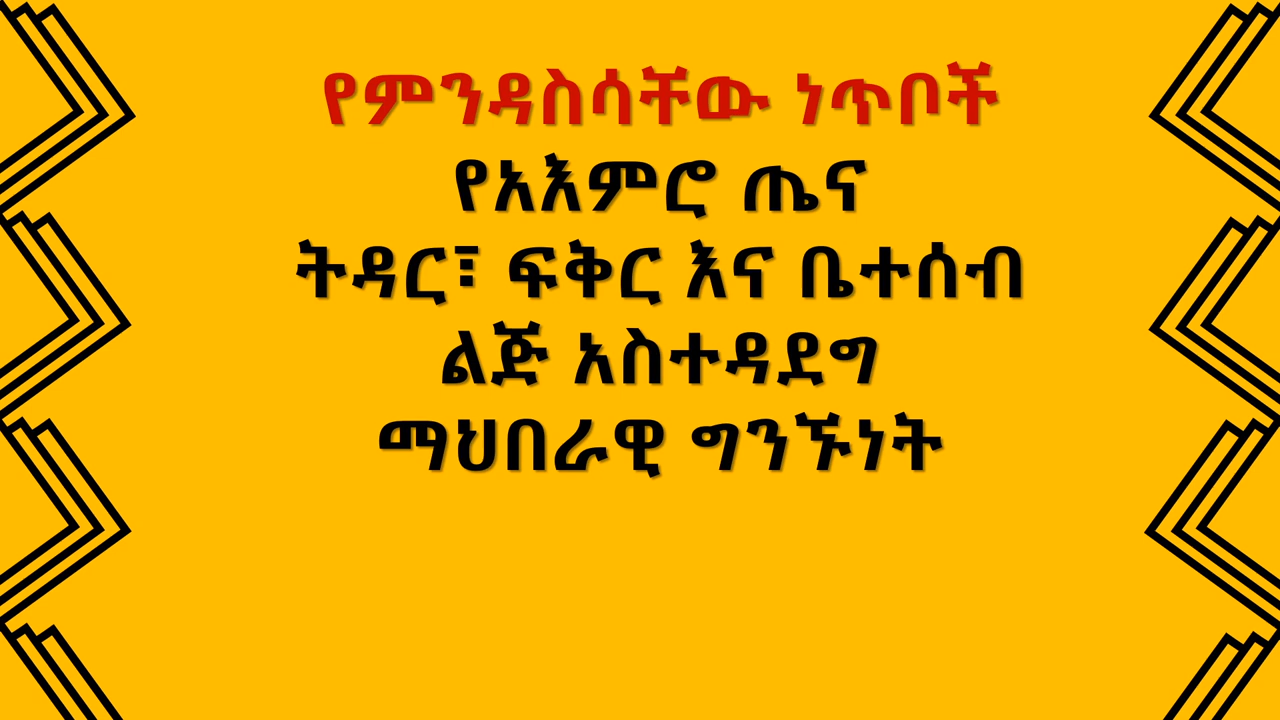 የምንዳስሳቸው ነጥቦች
የአእምሮ ጤና
ትዳር፣ ፍቅር እና ቤተሰብ
ልጅ አስተዳደግ
ማህበራዊ ግንኙነት